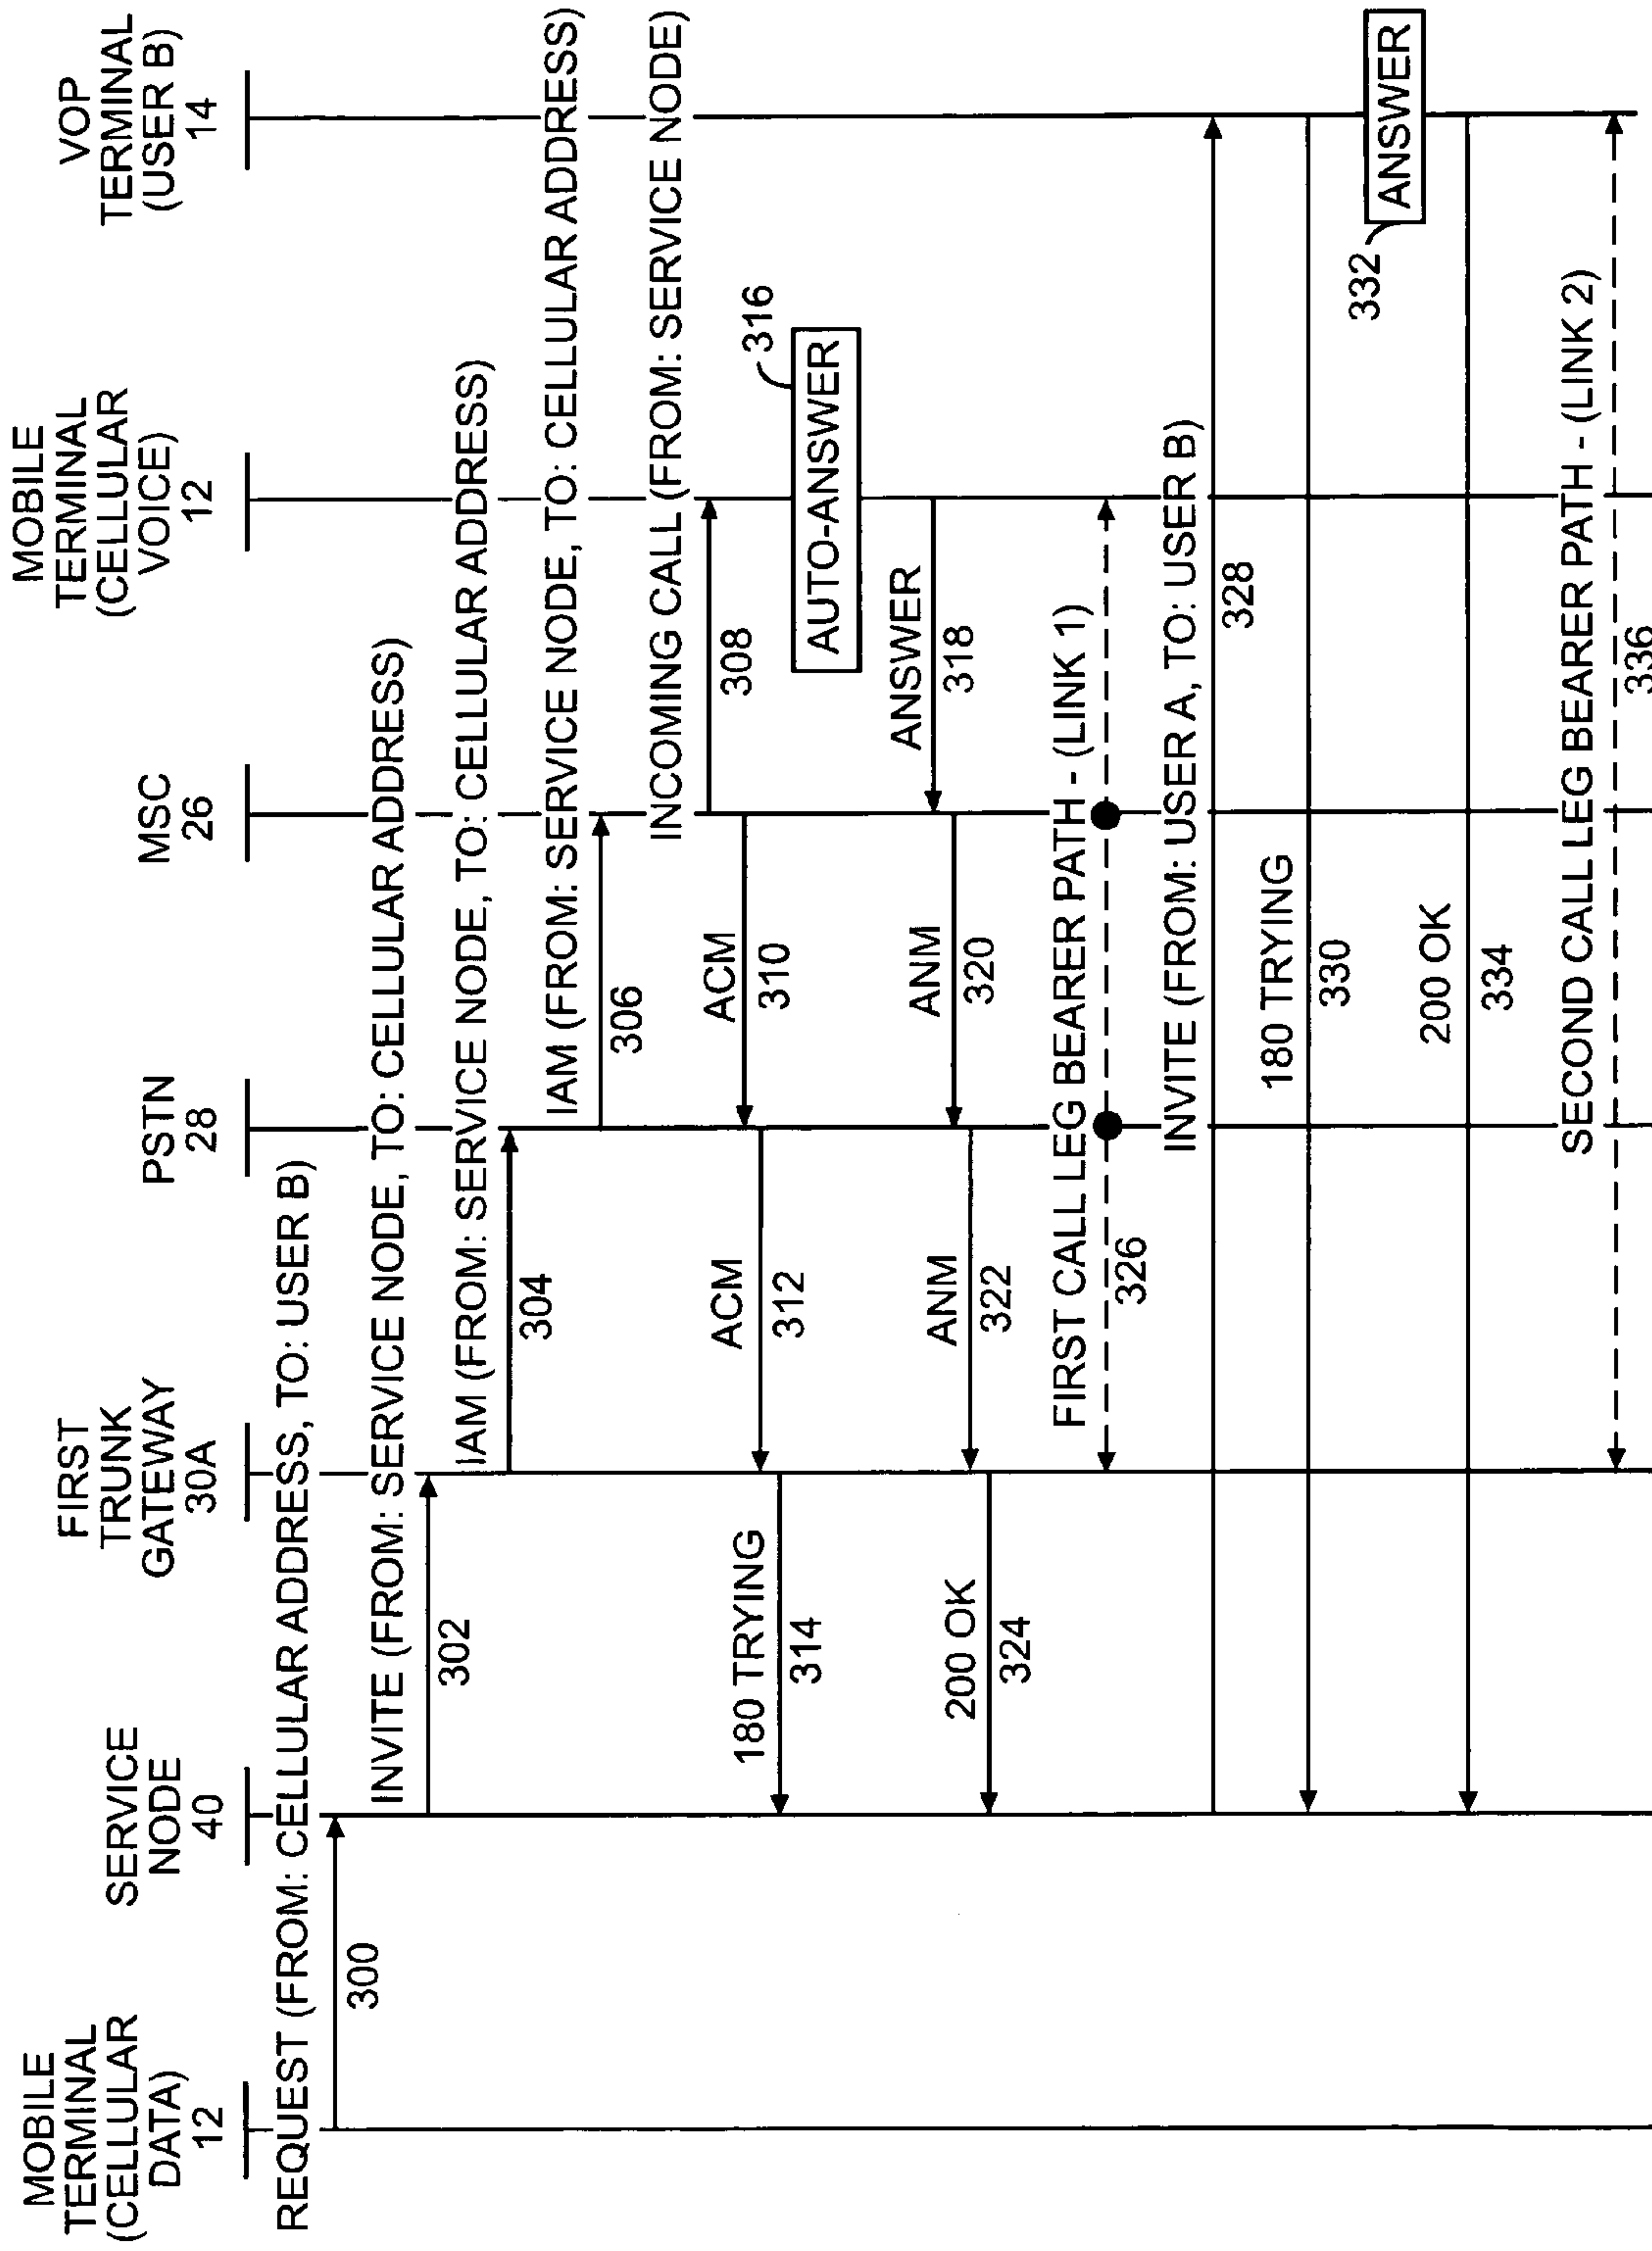 MOBILE
TERMINAL
(CELLULAR
DATA)
12
SERVICE
NODE
40
FIRST
TRUNK
GATEWAY
30A
PSTN
28
MSC
26
MOBILE
TERMINAL
(CELLULAR
VOICE)
12
VOP
TERMINAL
(USER B)
14
REQUEST (FROM: CELLULAR ADDRESS, TO: USER B)
300
INVITE (FROM: SERVICE NODE, TO: CELLULAR ADDRESS)
302
IAM (FROM: SERVICE NODE, TO: CELLULAR ADDRESS)
304
IAM (FROM: SERVICE NODE, TO: CELLULAR ADDRESS)
306
INCOMING CALL (FROM: SERVICE NODE)
308
ACM
310
ACM
312
180 TRYING
314
316
AUTO-ANSWER
ANSWER
318
ANM
320
ANM
322
200 OK
324
FIRST CALL LEG BEARER PATH - (LINK 1)
326
INVITE (FROM: USER A, TO: USER B)
328
180 TRYING
330
332
ANSWER
200 OK
334
SECOND CALL LEG BEARER PATH - (LINK 2)
336